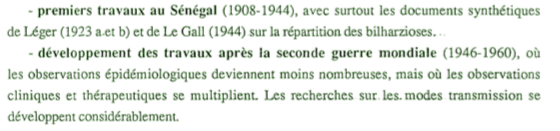 - premiers travaux au Sénégal (1908-1944), avec surtout les documents synthétiques
de Léger (1923 a.et b) et de Le Gall (1944) sur la répartition des bilharzioses. . .
- développement des travaux après la seconde guerre mondiale (1946-1960), où
les observations épidémiologiques deviennent moins nombreuses, mais où les observations
cliniques et thérapeutiques se multiplient. Les recherches sur les. modes transmission se
développent considérablement.